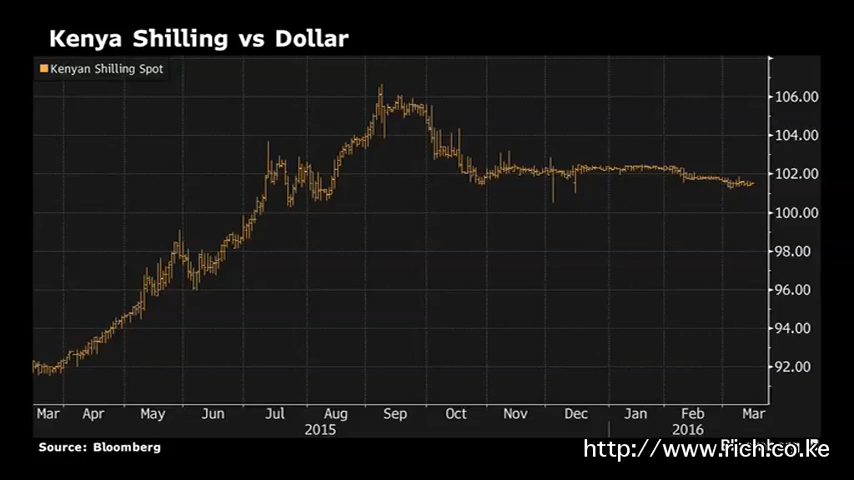 Kenya Shilling vs Dollar
Kenyan Shilling Spot
106.00
104.00
102.00
100.00
98.00
96.00
94.00
92.00
Mar Apr May Jun Jul Aug Sep Oct Nov Dec Jan Feb Mar
2015 2016
Source: Bloomberg
http://www.rich.co.ke